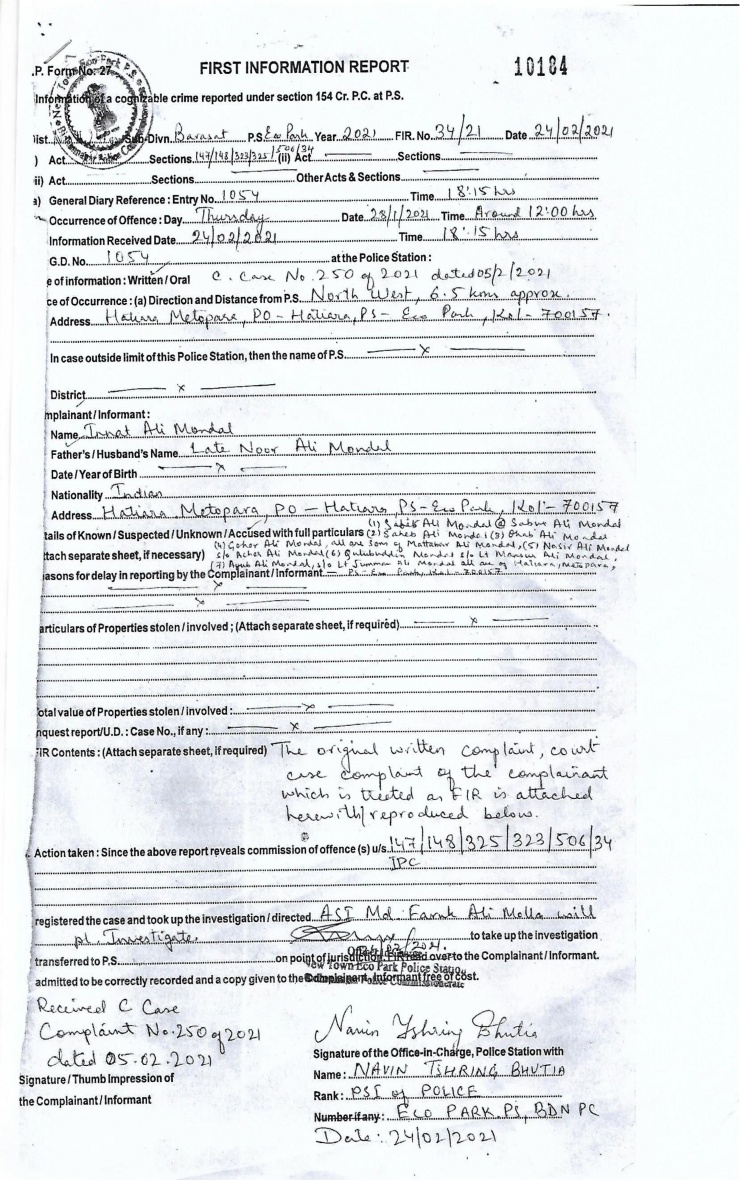 .P. Form No: 27
FIRST INFORMATION REPORT
10184
Information of a cognizable crime reported under section 154 Cr. P.C. at P.S.
ist. Sub-Divn. Barasat P.S. Eco Park Year 2021 FIR. No. 34/21 Date 24/02/2021
) Act Sections 147/148/323/325/506/34 (ii) Act Sections
ii) Act Sections Other Acts & Sections
a) General Diary Reference : Entry No. 1054 Time 18:15 hrs
Occurrence of Offence : Day Thursday Date 28/1/2021 Time Around 12:00 hrs
Information Received Date 24/02/2021 Time 18:15 hrs
G.D. No. 1054 at the Police Station :
e of information : Written / Oral C. Case No. 250 of 2021 dated 05/2/2021
ce of Occurrence : (a) Direction and Distance from P.S. North West, 6.5 kms approx.
Address Hatiara Metopara, PO - Hatiara, PS - Eco Park, Kol - 700157.
In case outside limit of this Police Station, then the name of P.S. x
District x
mplainant / Informant :
Name Innat Ali Mondal
Father's / Husband's Name Late Noor Ali Mondal
Date / Year of Birth x
Nationality Indian
Address Hatiara Metopara, PO - Hatiara PS - Eco Park, Kol - 700157
tails of Known / Suspected / Unknown / Accused with full particulars (1) Sabib Ali Mondal @ Sabur Ali Mondal
(2) Saheb Ali Mondal (3) Ohab Ali Mondal
(4) Gohor Ali Mondal, all are sons of Mattabar Ali Mondal, (5) Nasir Ali Mondal
ttach separate sheet, if necessary) s/o Achor Ali Mondal (6) Qutubuddin Mondal s/o Lt Mansur Ali Mondal,
(7) Ayub Ali Mondal, s/o Lt Jumman Ali Mondal all are of Hatiara, Metopara,
easons for delay in reporting by the Complainant / Informant PS - Eco Park, Kol - 700157.
x
x
articulars of Properties stolen / involved ; (Attach separate sheet, if required) x
otal value of Properties stolen / involved : x
nquest report/U.D. : Case No., if any : x
FIR Contents : (Attach separate sheet, if required) The original written complaint, court
case complaint of the complainant
which is treated as FIR is attached
herewith/reproduced below.
. Action taken : Since the above report reveals commission of offence (s) u/s. 147/148/325/323/506/34
IPC
registered the case and took up the investigation / directed ASI Md. Faruk Ali Molla will
pl. Investigate. to take up the investigation
transferred to P.S. on point of jurisdiction. FIR read over to the Complainant / Informant.
New Town Eco Park Police Station
admitted to be correctly recorded and a copy given to the Complainant, Informant free of cost.
Received C Case
Complaint No. 250 of 2021
dated 05.02.2021
Signature / Thumb Impression of
the Complainant / Informant
Navin Tshring Bhutia
Signature of the Office-in-Charge, Police Station with
Name : NAVIN TSHRING BHUTIA
Rank : PSI of POLICE
Number if any : ECO PARK PS, BDN PC
Date : 24/02/2021